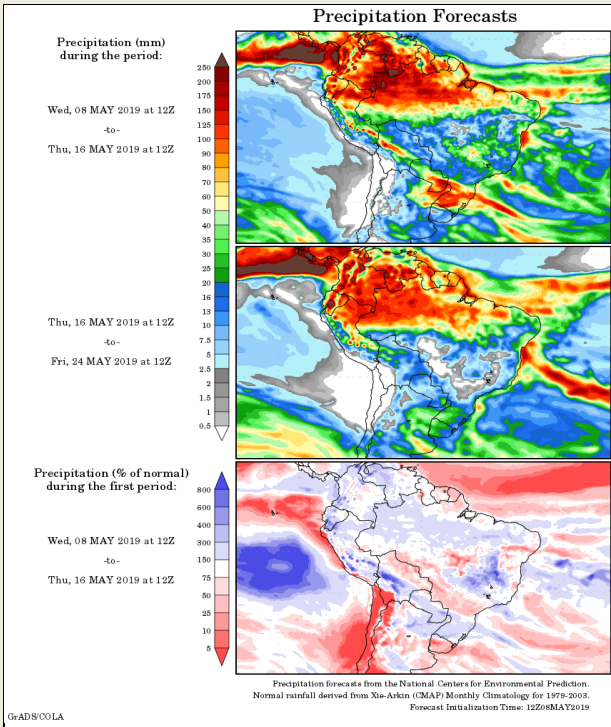 Precipitation Forecasts
Precipitation (mm)
during the period:
Wed, 08 MAY 2019 at 12Z
-to-
Thu, 16 MAY 2019 at 12Z
250
200
175
150
125
100
90
80
70
60
50
40
35
30
25
20
16
13
10
7.5
5
2.5
2
1.5
1
0.5
Thu, 16 MAY 2019 at 12Z
-to-
Fri, 24 MAY 2019 at 12Z
Precipitation (% of normal)
during the first period:
Wed, 08 MAY 2019 at 12Z
-to-
Thu, 16 MAY 2019 at 12Z
800
600
400
300
150
75
50
25
10
5
Precipitation forecasts from the National Centers for Environmental Prediction.
Normal rainfall derived from Xie-Arkin (CMAP) Monthly Climatology for 1979-2003.
Forecast Initialization Time: 12Z08MAY2019
GrADS/COLA